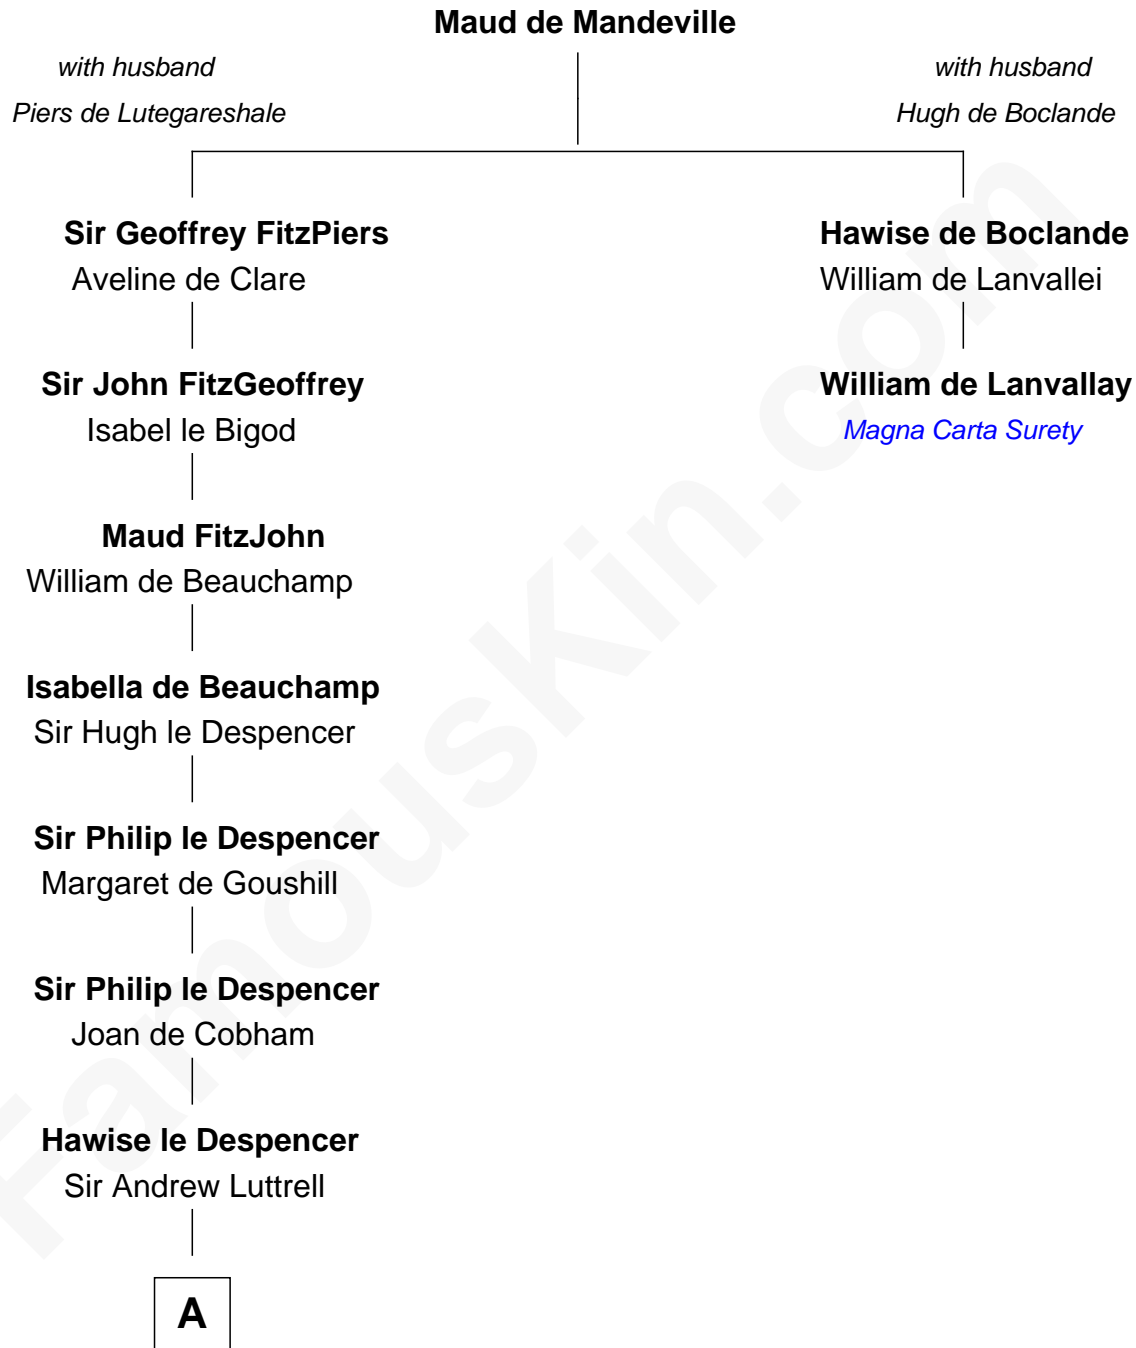 Maud de Mandeville
with husband
Piers de Lutegareshale
with husband
Hugh de Boclande
Sir Geoffrey FitzPiers
Aveline de Clare
Hawise de Boclande
William de Lanvallei
Sir John FitzGeoffrey
Isabel le Bigod
William de Lanvallay
Magna Carta Surety
Maud FitzJohn
William de Beauchamp
Isabella de Beauchamp
Sir Hugh le Despencer
Sir Philip le Despencer
Margaret de Goushill
Sir Philip le Despencer
Joan de Cobham
Hawise le Despencer
Sir Andrew Luttrell
A
FamousKin.com